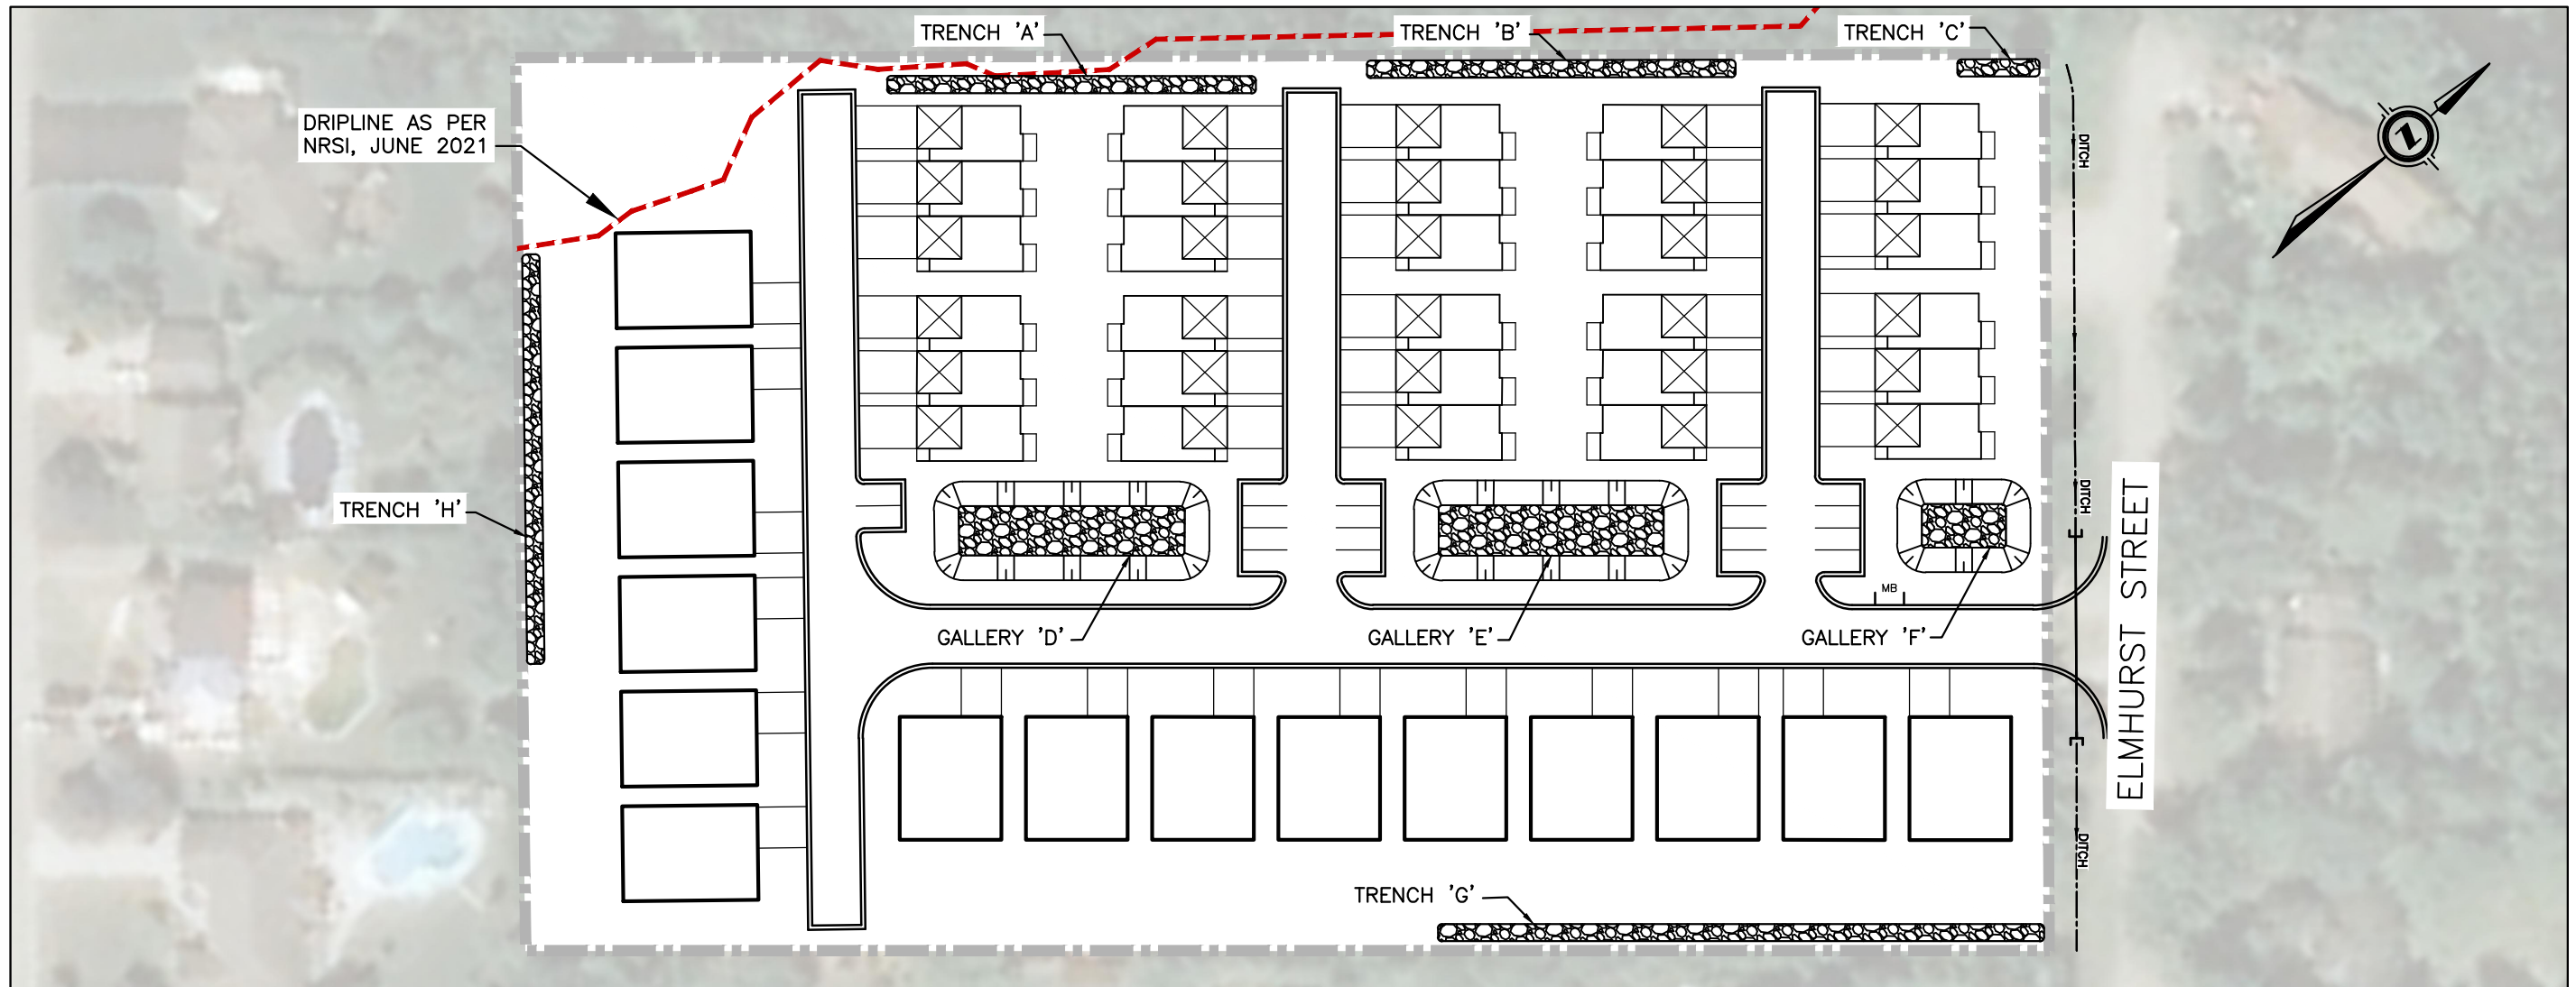 TRENCH 'A'
TRENCH 'B'
TRENCH 'C'
DRIPLINE AS PER
NRSI, JUNE 2021
DITCH
Z
TRENCH 'H'
DITCH
ELMHURST STREET
MB
GALLERY 'D'
GALLERY 'E'
GALLERY 'F'
DITCH
TRENCH 'G'